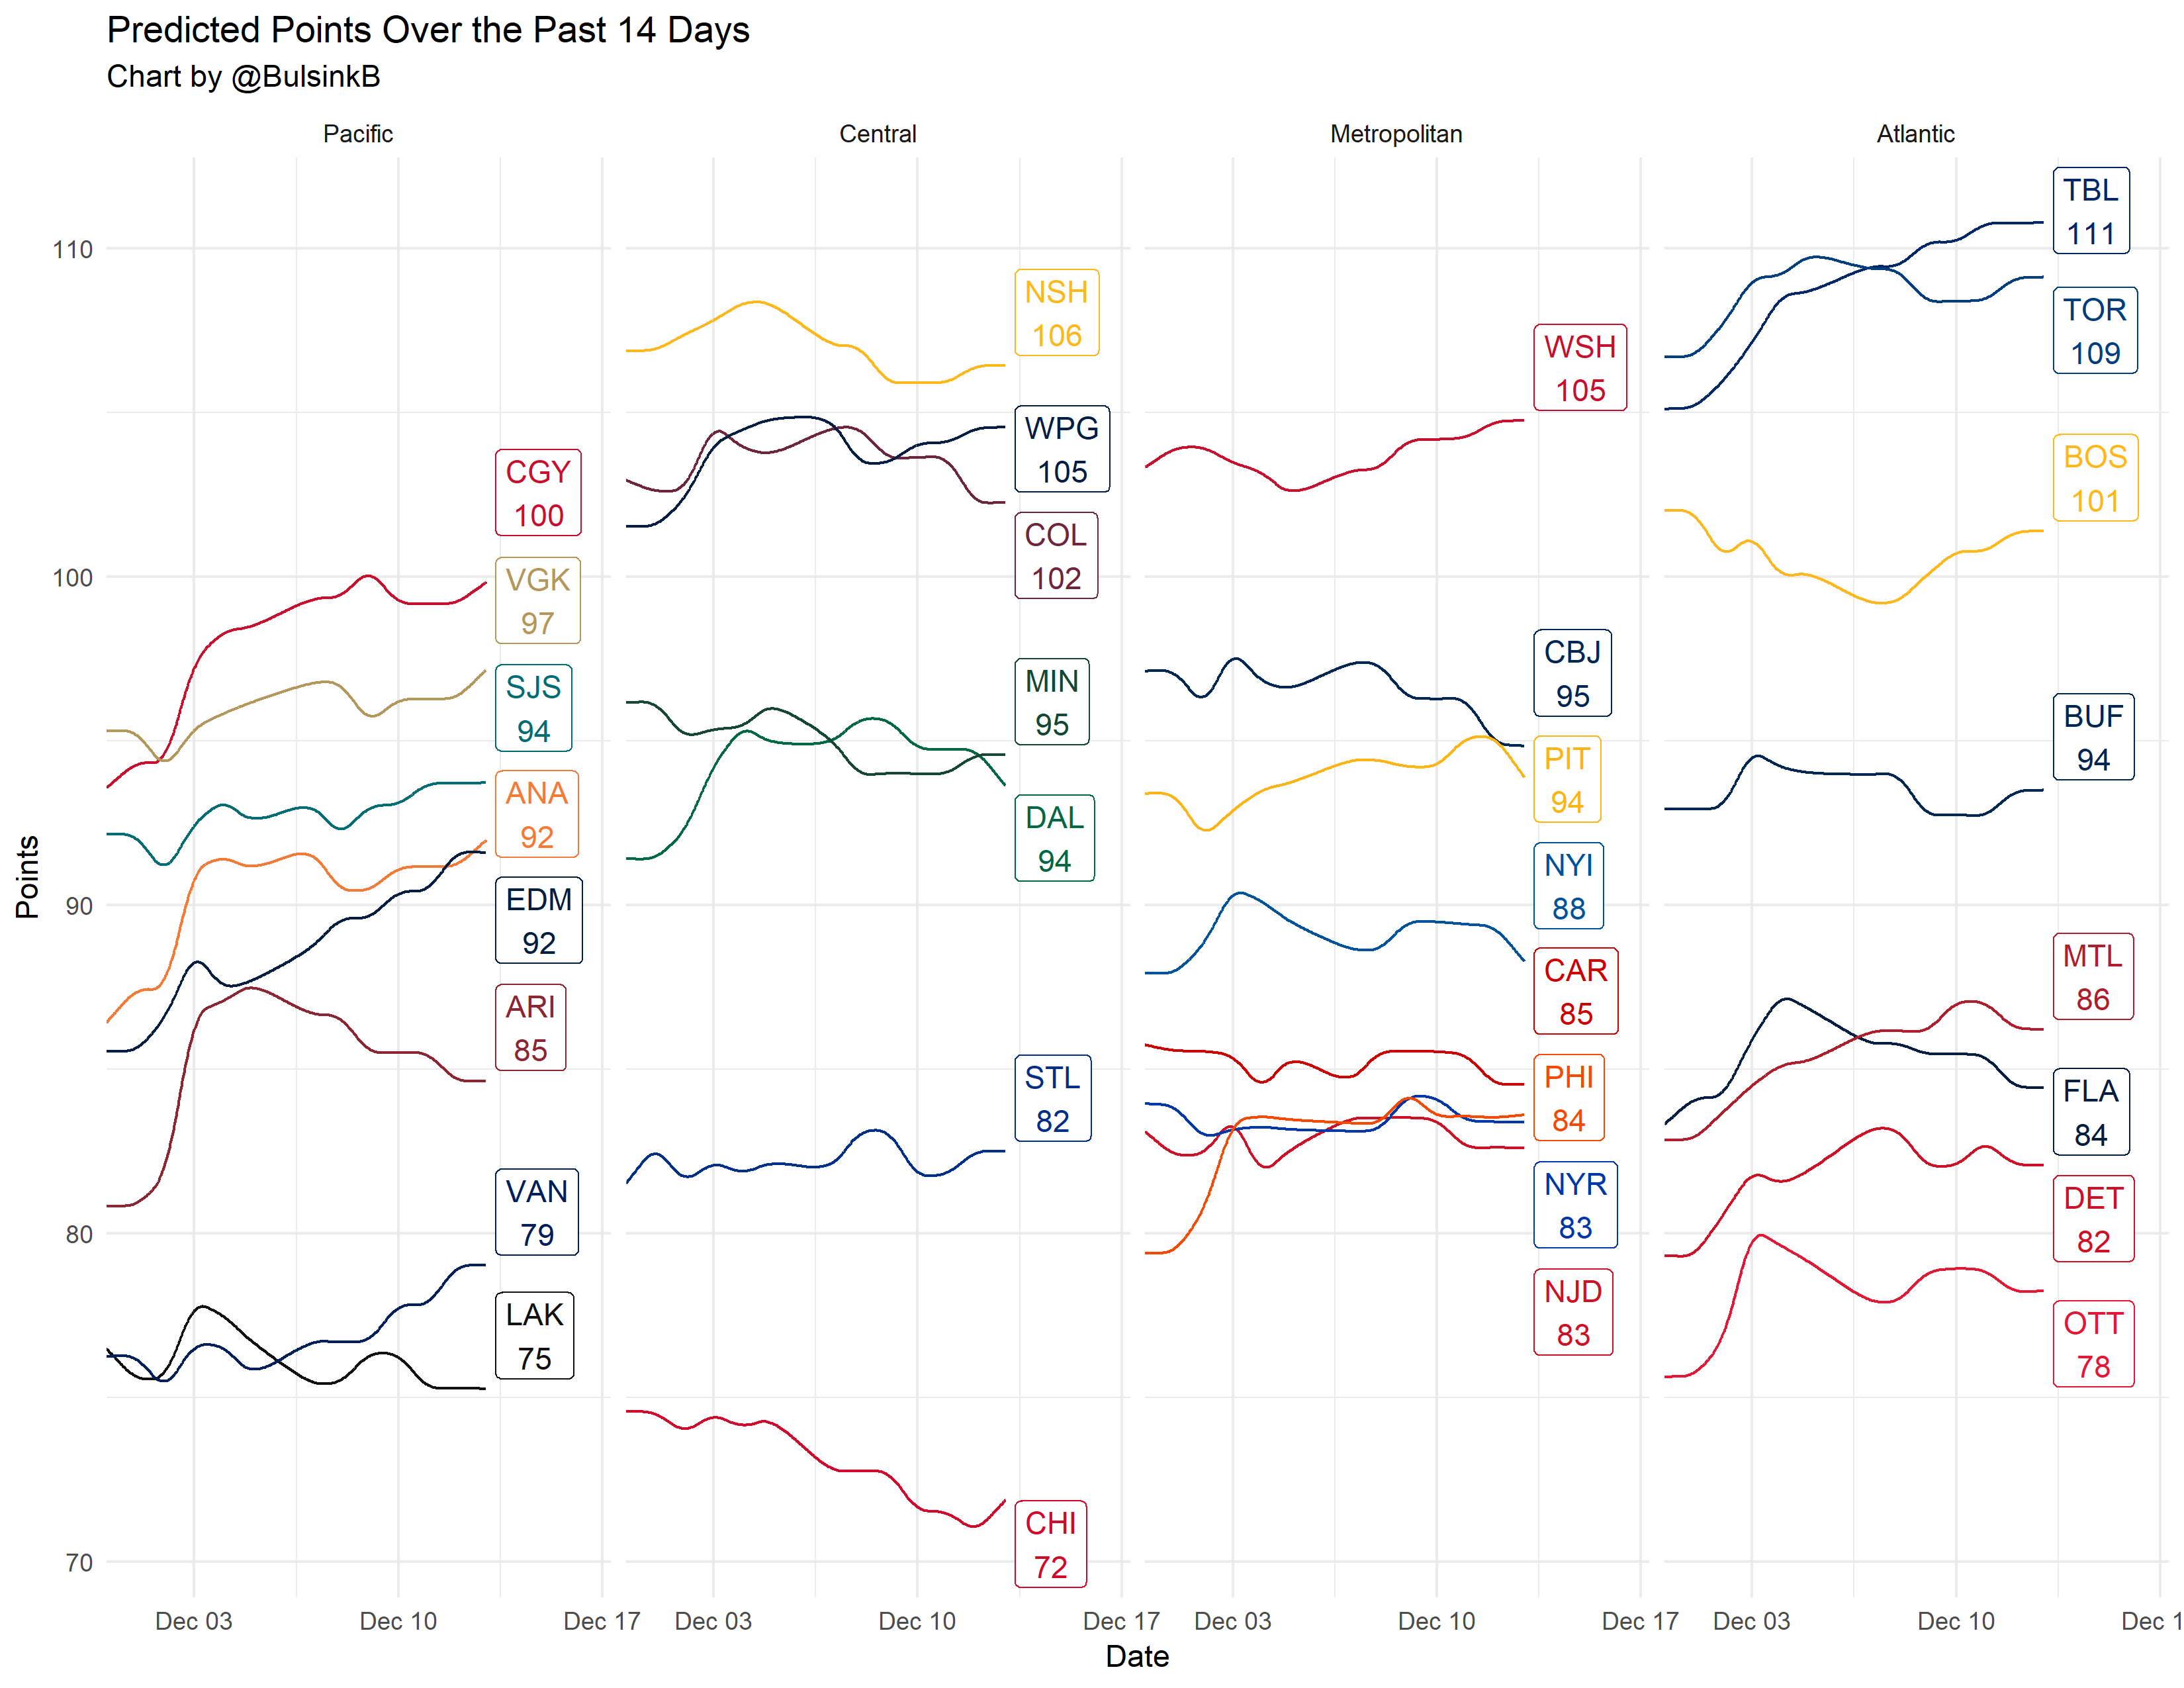 Predicted Points Over the Past 14 Days
Chart by @BulsinkB
Pacific
Central
Metropolitan
Atlantic
Points
110
100
90
80
70
CGY
100
VGK
97
SJS
94
ANA
92
EDM
92
ARI
85
VAN
79
LAK
75
NSH
106
WPG
105
COL
102
MIN
95
DAL
94
STL
82
CHI
72
WSH
105
CBJ
95
PIT
94
NYI
88
CAR
85
PHI
84
NYR
83
NJD
83
TBL
111
TOR
109
BOS
101
BUF
94
MTL
86
FLA
84
DET
82
OTT
78
Dec 03
Dec 10
Dec 17
Dec 03
Dec 10
Dec 17
Dec 03
Dec 10
Dec 17
Dec 03
Dec 10
Dec 1
Date